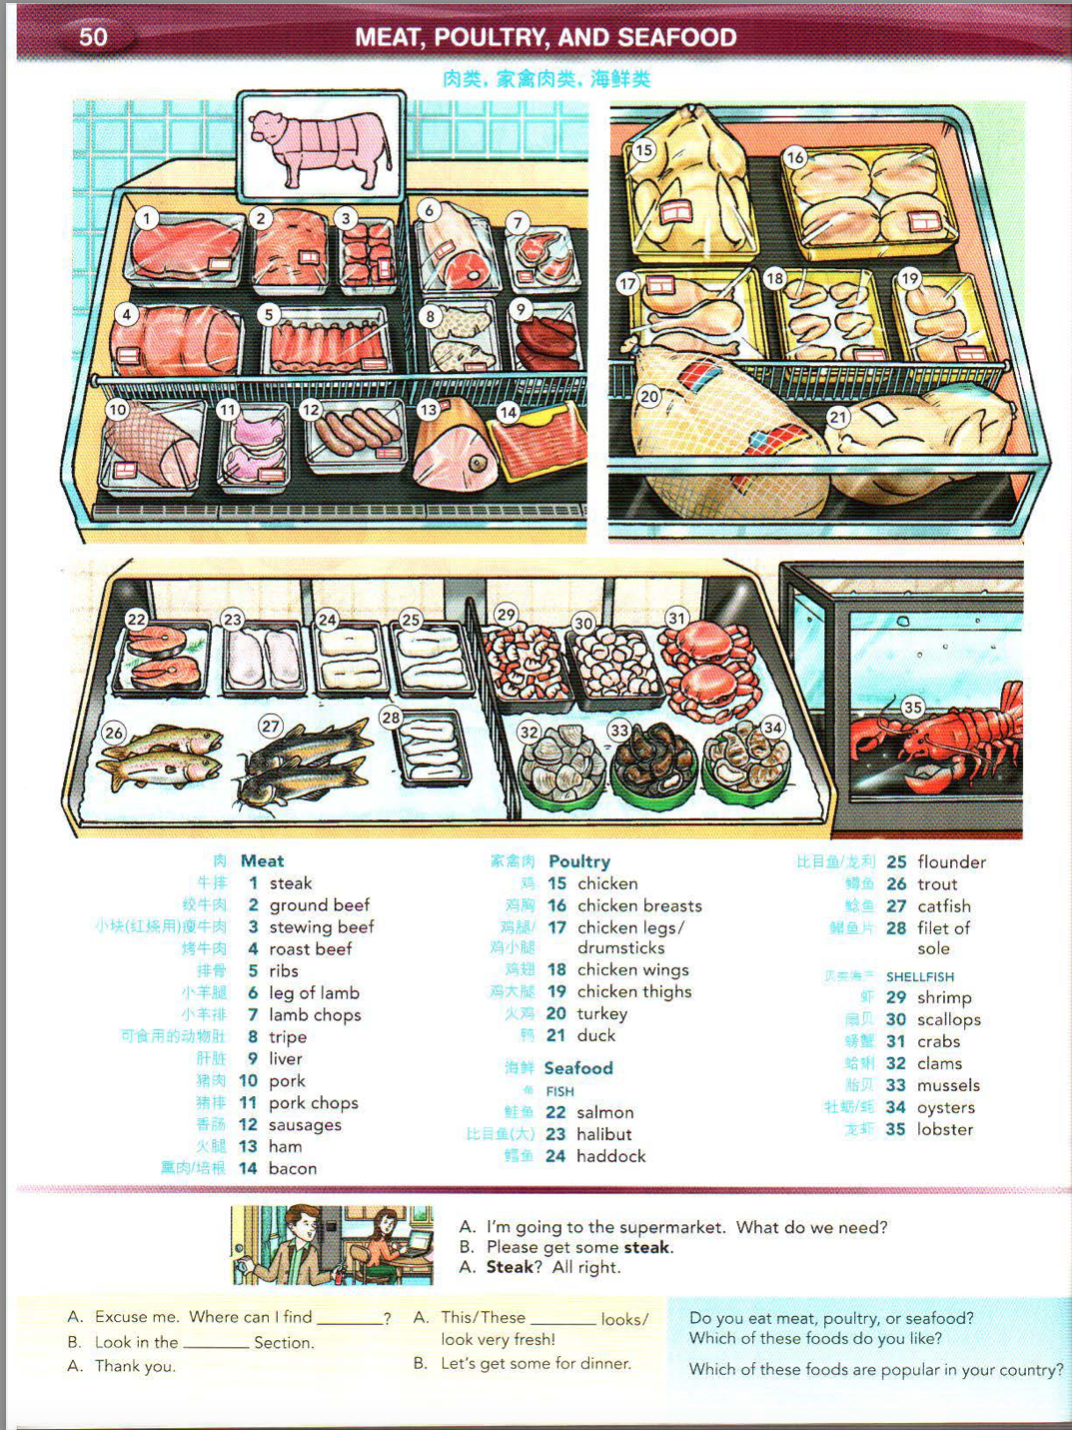 50
MEAT, POULTRY, AND SEAFOOD
肉类，家禽肉类，海鲜类
1
2
3
4
5
6
7
8
9
10
11
12
13
14
15
16
17
18
19
20
21
22
23
24
25
26
27
28
29
30
31
32
33
34
35
肉 Meat
牛排 1 steak
绞牛肉 2 ground beef
小块(红烧用)瘦牛肉 3 stewing beef
烤牛肉 4 roast beef
排骨 5 ribs
小羊腿 6 leg of lamb
小羊排 7 lamb chops
可食用的动物肚 8 tripe
肝脏 9 liver
猪肉 10 pork
猪排 11 pork chops
香肠 12 sausages
火腿 13 ham
熏肉/培根 14 bacon
家禽肉 Poultry
鸡 15 chicken
鸡胸 16 chicken breasts
鸡腿/ 17 chicken legs/
鸡小腿 drumsticks
鸡翅 18 chicken wings
鸡大腿 19 chicken thighs
火鸡 20 turkey
鸭 21 duck
海鲜 Seafood
鱼 FISH
鲑鱼 22 salmon
比目鱼(大) 23 halibut
鳕鱼 24 haddock
比目鱼/龙利 25 flounder
鳟鱼 26 trout
鲶鱼 27 catfish
鳎鱼片 28 filet of
sole
贝类海产 SHELLFISH
虾 29 shrimp
扇贝 30 scallops
螃蟹 31 crabs
蛤蜊 32 clams
胎贝 33 mussels
牡蛎/蚝 34 oysters
龙虾 35 lobster
A. I'm going to the supermarket. What do we need?
B. Please get some steak.
A. Steak? All right.
A. Excuse me. Where can I find ______?
B. Look in the ______ Section.
A. Thank you.
A. This/These ______ looks/
look very fresh!
B. Let's get some for dinner.
Do you eat meat, poultry, or seafood?
Which of these foods do you like?
Which of these foods are popular in your country?